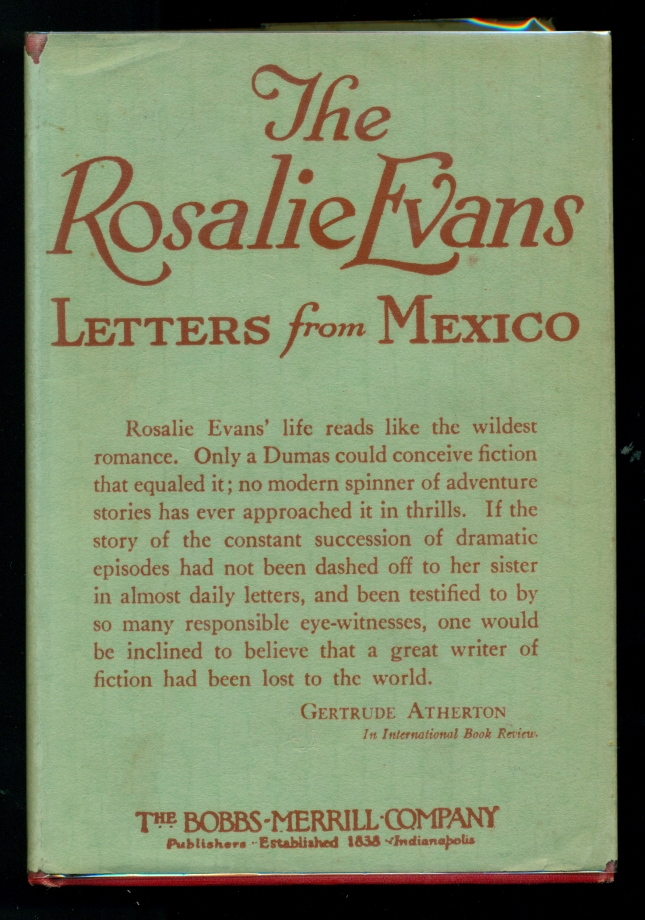 The
Rosalie Evans
LETTERS from MEXICO
Rosalie Evans' life reads like the wildest
romance. Only a Dumas could conceive fiction
that equaled it; no modern spinner of adventure
stories has ever approached it in thrills. If the
story of the constant succession of dramatic
episodes had not been dashed off to her sister
in almost daily letters, and been testified to by
so many responsible eye-witnesses, one would
be inclined to believe that a great writer of
fiction had been lost to the world.
GERTRUDE ATHERTON
In International Book Review.
THE BOBBS-MERRILL·COMPANY
Publishers - Established 1838 - Indianapolis